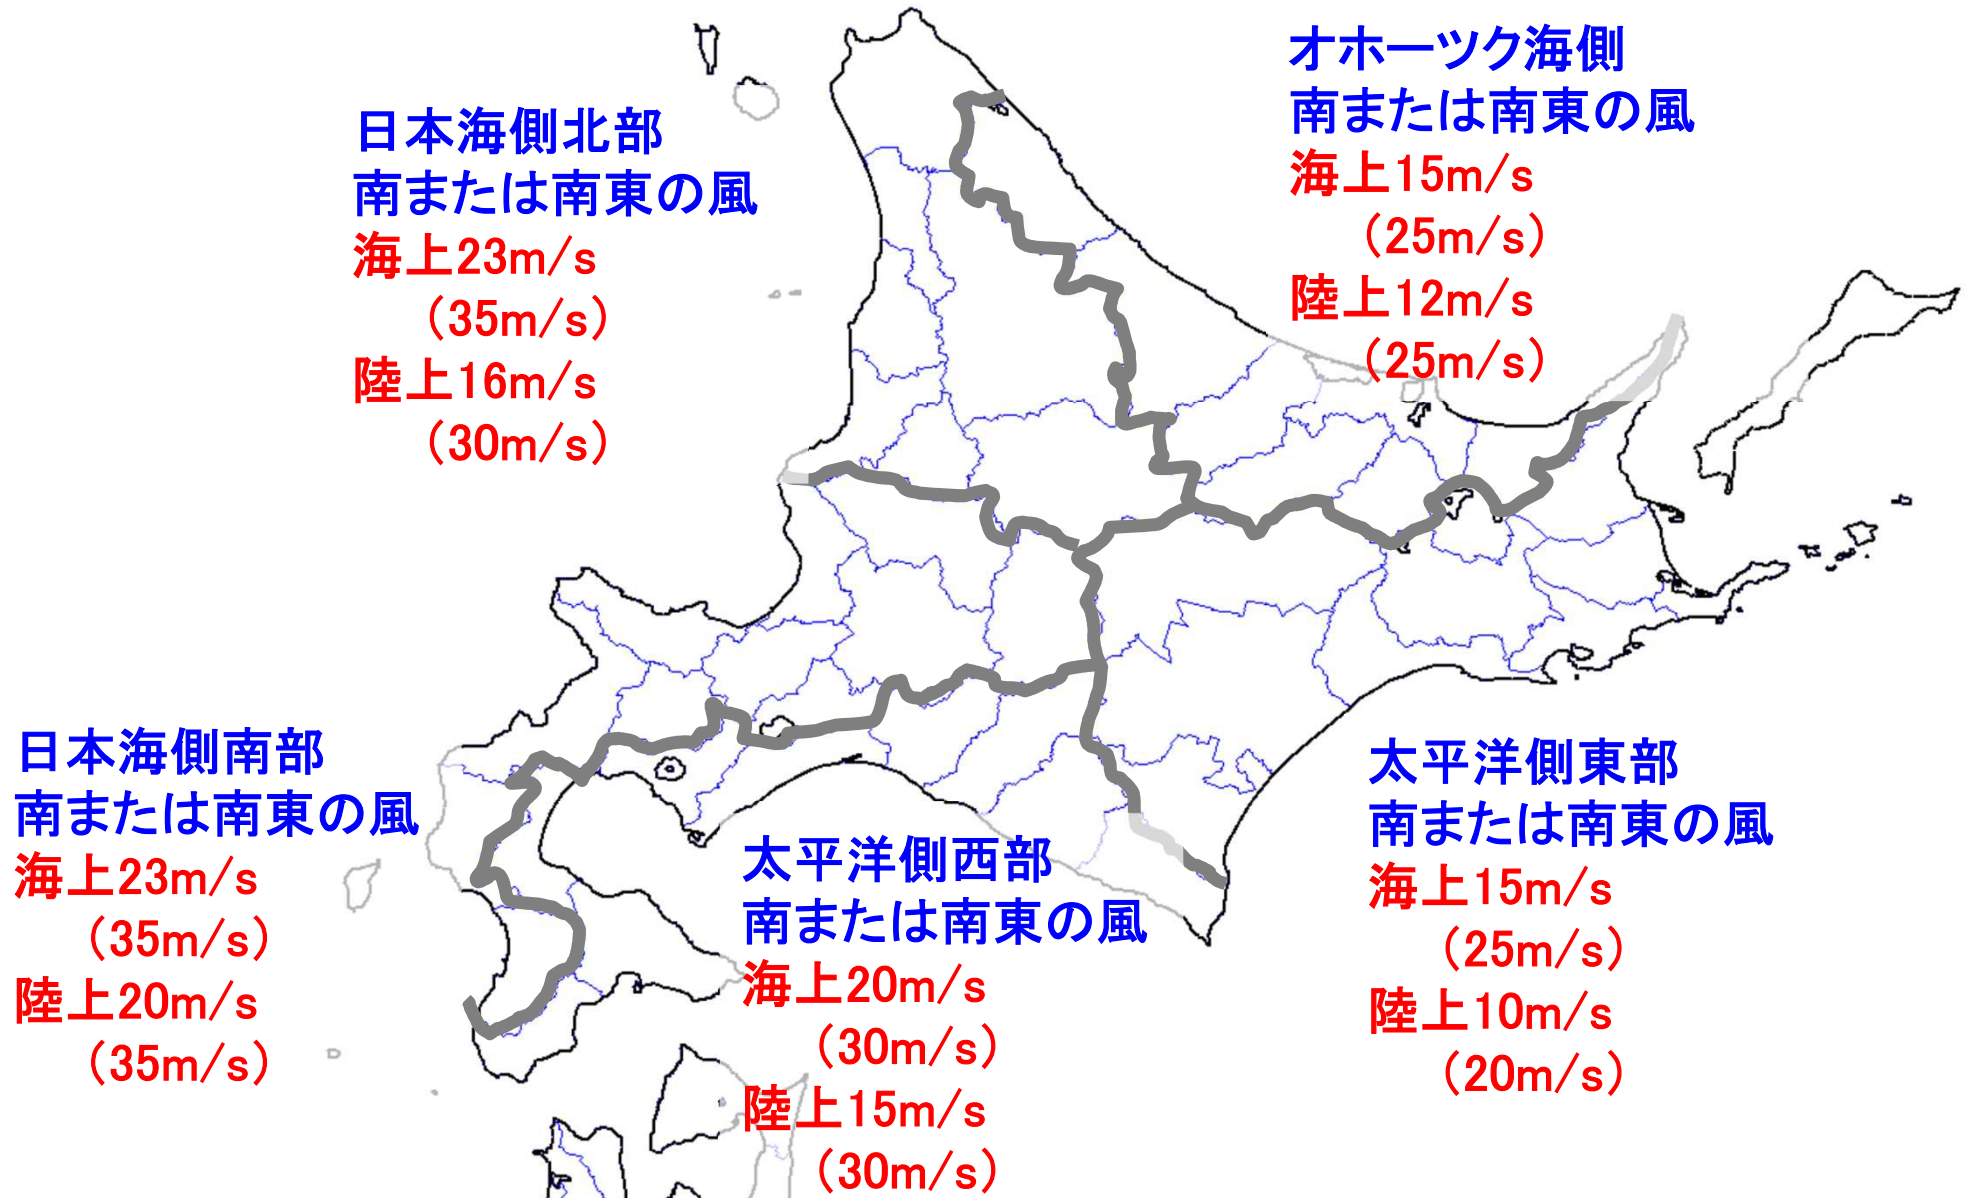 オホーツク海側
南または南東の風
海上15m/s
(25m/s)
陸上12m/s
(25m/s)
日本海側北部
南または南東の風
海上23m/s
(35m/s)
陸上16m/s
(30m/s)
日本海側南部
南または南東の風
海上23m/s
(35m/s)
陸上20m/s
(35m/s)
太平洋側西部
南または南東の風
海上20m/s
(30m/s)
陸上15m/s
(30m/s)
太平洋側東部
南または南東の風
海上15m/s
(25m/s)
陸上10m/s
(20m/s)